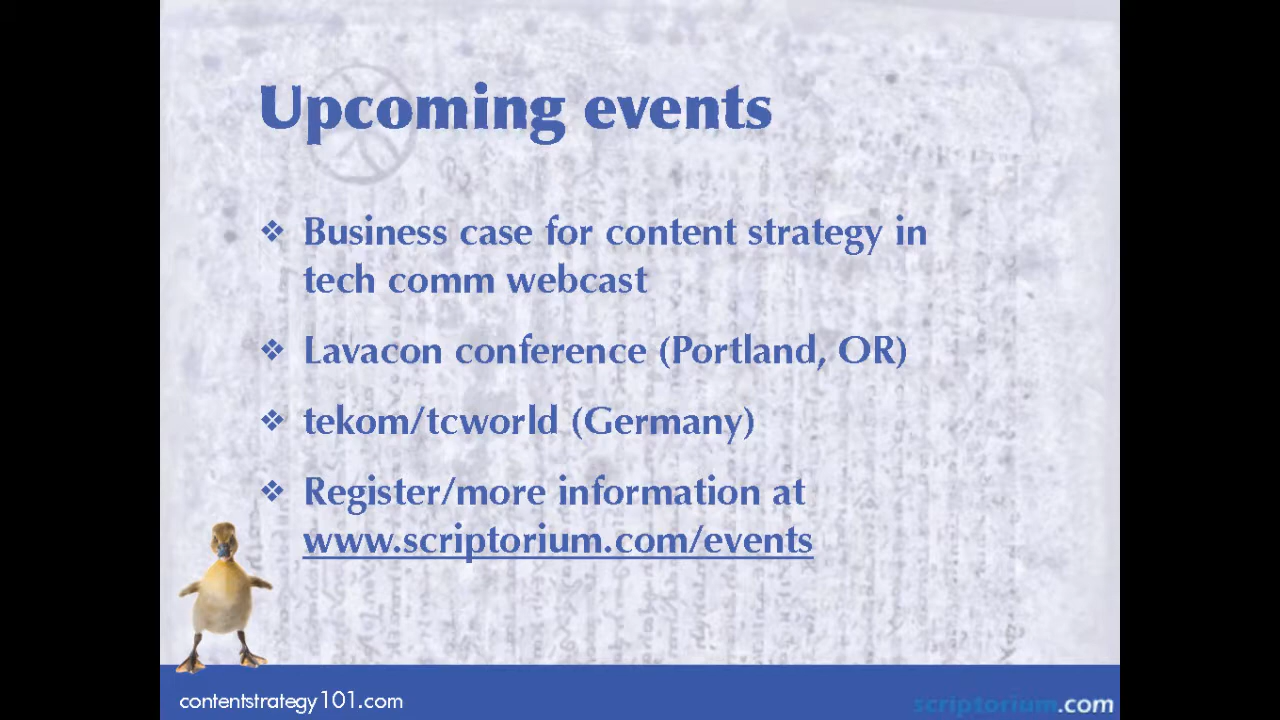 Upcoming events
❖ Business case for content strategy in
tech comm webcast
❖ Lavacon conference (Portland, OR)
❖ tekom/tcworld (Germany)
❖ Register/more information at
www.scriptorium.com/events
contentstrategy101.com
scriptorium.com